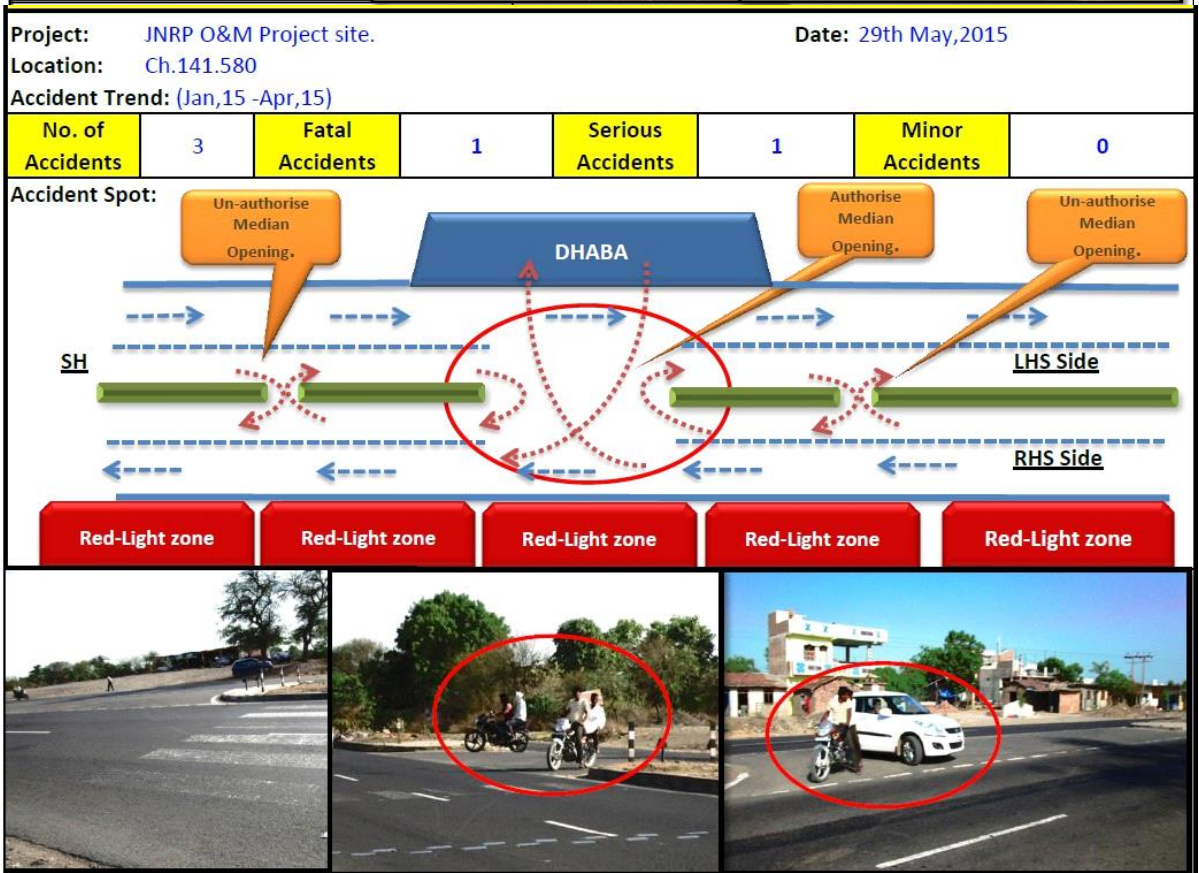 Project: JNRP O&M Project site. Date: 29th May,2015
Location: Ch.141.580
Accident Trend: (Jan,15 -Apr,15)
No. of Accidents 3 Fatal Accidents 1 Serious Accidents 1 Minor Accidents 0
Accident Spot:
Un-authorise
Median
Opening.
DHABA
Authorise
Median
Opening.
Un-authorise
Median
Opening.
SH
LHS Side
RHS Side
Red-Light zone Red-Light zone Red-Light zone Red-Light zone Red-Light zone